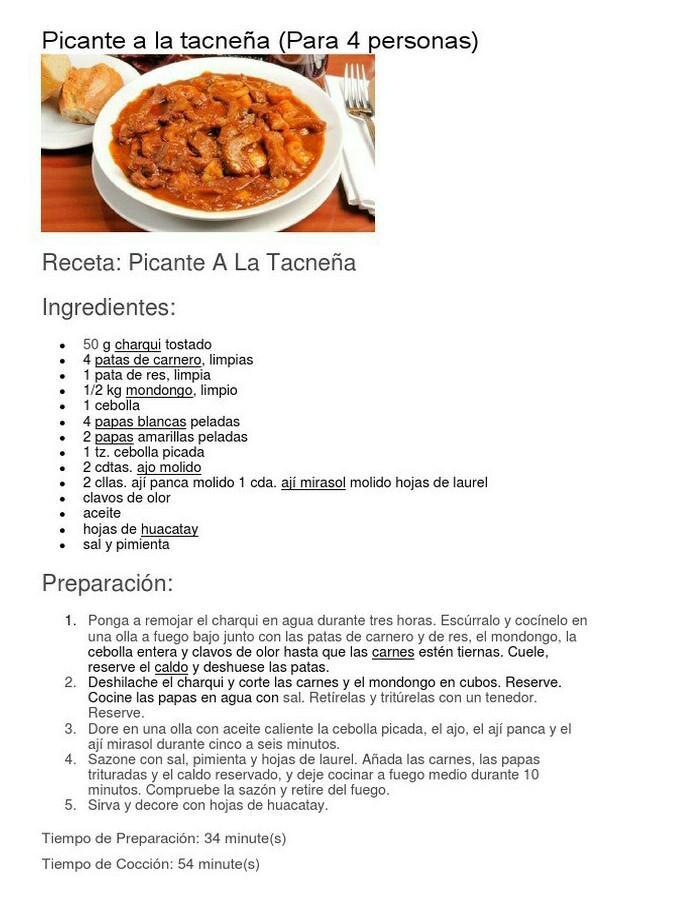 Picante a la tacneña (Para 4 personas)
Receta: Picante A La Tacneña
Ingredientes:
• 50 g charqui tostado
• 4 patas de carnero, limpias
• 1 pata de res, limpia
• 1/2 kg mondongo, limpio
• 1 cebolla
• 4 papas blancas peladas
• 2 papas amarillas peladas
• 1 tz. cebolla picada
• 2 cdtas. ajo molido
• 2 cllas. ají panca molido 1 cda. ají mirasol molido hojas de laurel
• clavos de olor
• aceite
• hojas de huacatay
• sal y pimienta
Preparación:
1. Ponga a remojar el charqui en agua durante tres horas. Escúrralo y cocínelo en
una olla a fuego bajo junto con las patas de carnero y de res, el mondongo, la
cebolla entera y clavos de olor hasta que las carnes estén tiernas. Cuele,
reserve el caldo y deshuese las patas.
2. Deshilache el charqui y corte las carnes y el mondongo en cubos. Reserve.
Cocine las papas en agua con sal. Retírelas y tritúrelas con un tenedor.
Reserve.
3. Dore en una olla con aceite caliente la cebolla picada, el ajo, el ají panca y el
ají mirasol durante cinco a seis minutos.
4. Sazone con sal, pimienta y hojas de laurel. Añada las carnes, las papas
trituradas y el caldo reservado, y deje cocinar a fuego medio durante 10
minutos. Compruebe la sazón y retire del fuego.
5. Sirva y decore con hojas de huacatay.
Tiempo de Preparación: 34 minute(s)
Tiempo de Cocción: 54 minute(s)